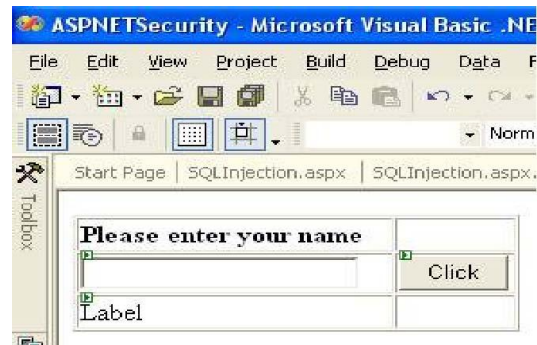 ASPNETSecurity - Microsoft Visual Basic .NE
File Edit View Project Build Debug Data F
Norm
Start Page SQLInjection.aspx SQLInjection.aspx.
Toolbox
Please enter your name
Click
Label